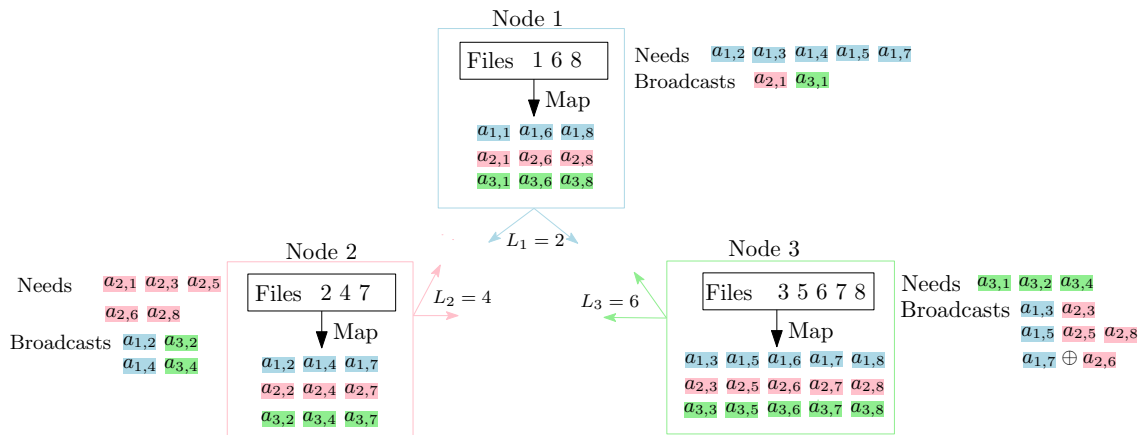 Node 1
Files 1 6 8
Map
a_{1,1} a_{1,6} a_{1,8}
a_{2,1} a_{2,6} a_{2,8}
a_{3,1} a_{3,6} a_{3,8}
Needs a_{1,2} a_{1,3} a_{1,4} a_{1,5} a_{1,7}
Broadcasts a_{2,1} a_{3,1}
L_1 = 2
Node 2
Needs a_{2,1} a_{2,3} a_{2,5}
a_{2,6} a_{2,8}
Broadcasts a_{1,2} a_{3,2}
a_{1,4} a_{3,4}
Files 2 4 7
Map
a_{1,2} a_{1,4} a_{1,7}
a_{2,2} a_{2,4} a_{2,7}
a_{3,2} a_{3,4} a_{3,7}
L_2 = 4
L_3 = 6
Node 3
Files 3 5 6 7 8
Map
a_{1,3} a_{1,5} a_{1,6} a_{1,7} a_{1,8}
a_{2,3} a_{2,5} a_{2,6} a_{2,7} a_{2,8}
a_{3,3} a_{3,5} a_{3,6} a_{3,7} a_{3,8}
Needs a_{3,1} a_{3,2} a_{3,4}
Broadcasts a_{1,3} a_{2,3}
a_{1,5} a_{2,5} a_{2,8}
a_{1,7} ⊕ a_{2,6}